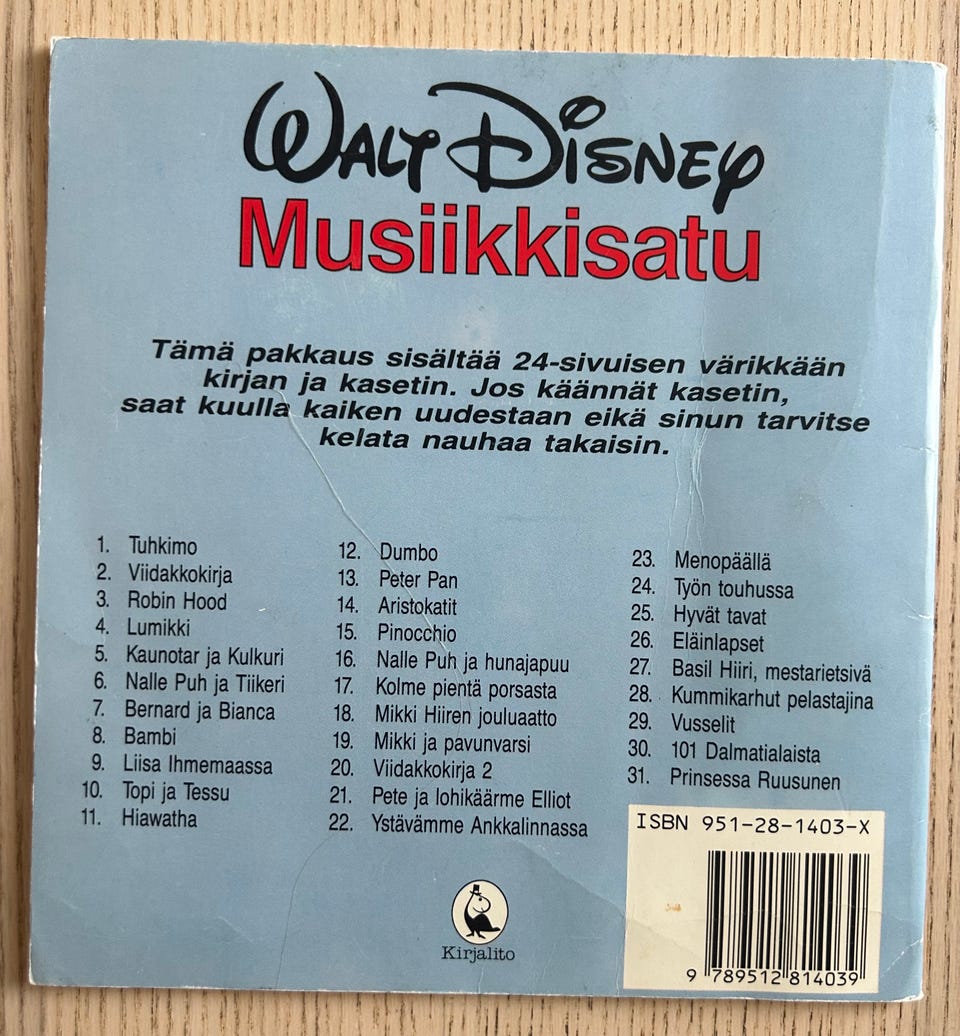 WALT DISNEY
Musiikkisatu
Tämä pakkaus sisältää 24-sivuisen värikkään
kirjan ja kasetin. Jos käännät kasetin,
saat kuulla kaiken uudestaan eikä sinun tarvitse
kelata nauhaa takaisin.
1. Tuhkimo
2. Viidakkokirja
3. Robin Hood
4. Lumikki
5. Kaunotar ja Kulkuri
6. Nalle Puh ja Tiikeri
7. Bernard ja Bianca
8. Bambi
9. Liisa Ihmemaassa
10. Topi ja Tessu
11. Hiawatha
12. Dumbo
13. Peter Pan
14. Aristokatit
15. Pinocchio
16. Nalle Puh ja hunajapuu
17. Kolme pientä porsasta
18. Mikki Hiiren jouluaatto
19. Mikki ja pavunvarsi
20. Viidakkokirja 2
21. Pete ja lohikäärme Elliot
22. Ystävämme Ankkalinnassa
23. Menopäällä
24. Työn touhussa
25. Hyvät tavat
26. Eläinlapset
27. Basil Hiiri, mestarietsivä
28. Kummikarhut pelastajina
29. Vusselit
30. 101 Dalmatialaista
31. Prinsessa Ruusunen
ISBN 951-28-1403-X
9 789512 814039
Kirjalito